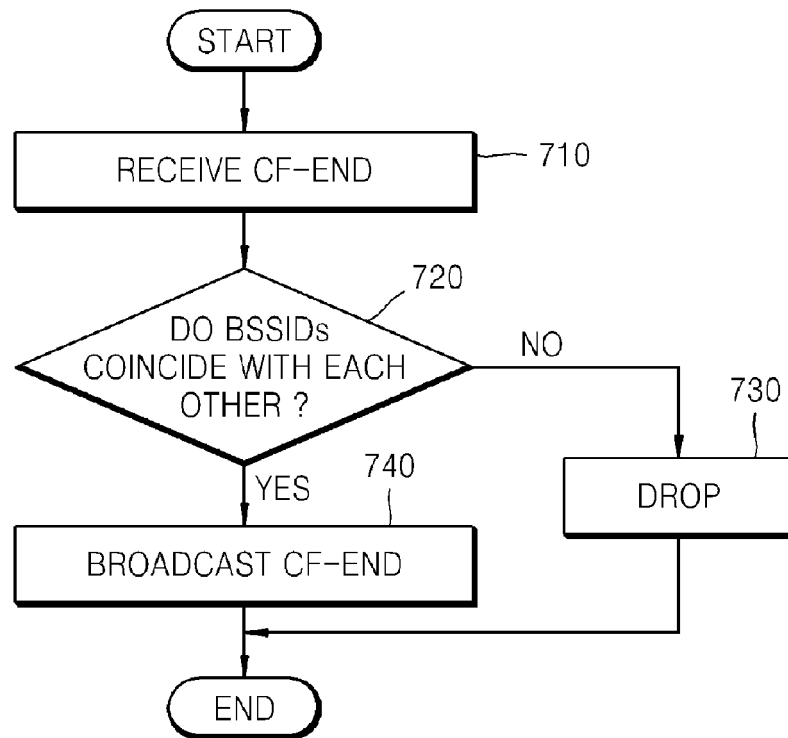 START
RECEIVE CF-END
710
720
DO BSSIDs
COINCIDE WITH EACH
OTHER ?
NO
730
DROP
YES
740
BROADCAST CF-END
END